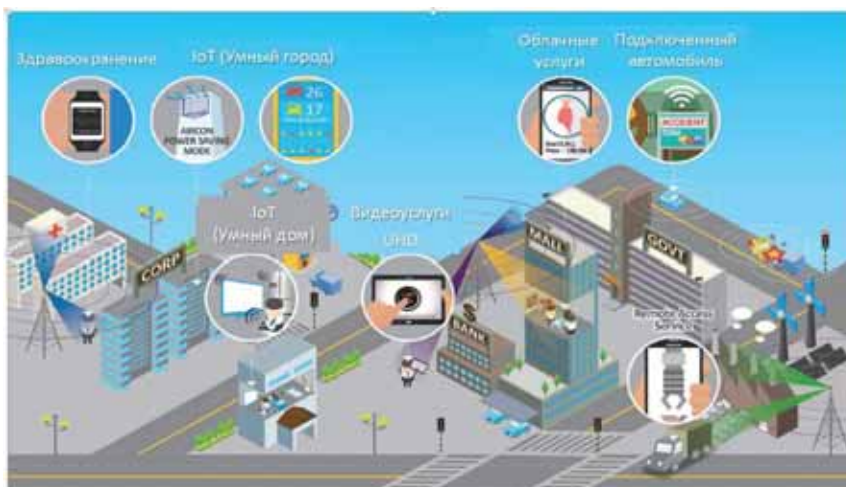 Здравоохранение
IoT (Умный город)
Облачные
услуги
Подключенный
автомобиль
26
17
AIRCON
POWER SAVING
MODE
ACCIDENT
IoT
(Умный дом)
Видеоуслуги
UHD
MALL
GOVT
CORP
$
BANK
Remote Access
Service